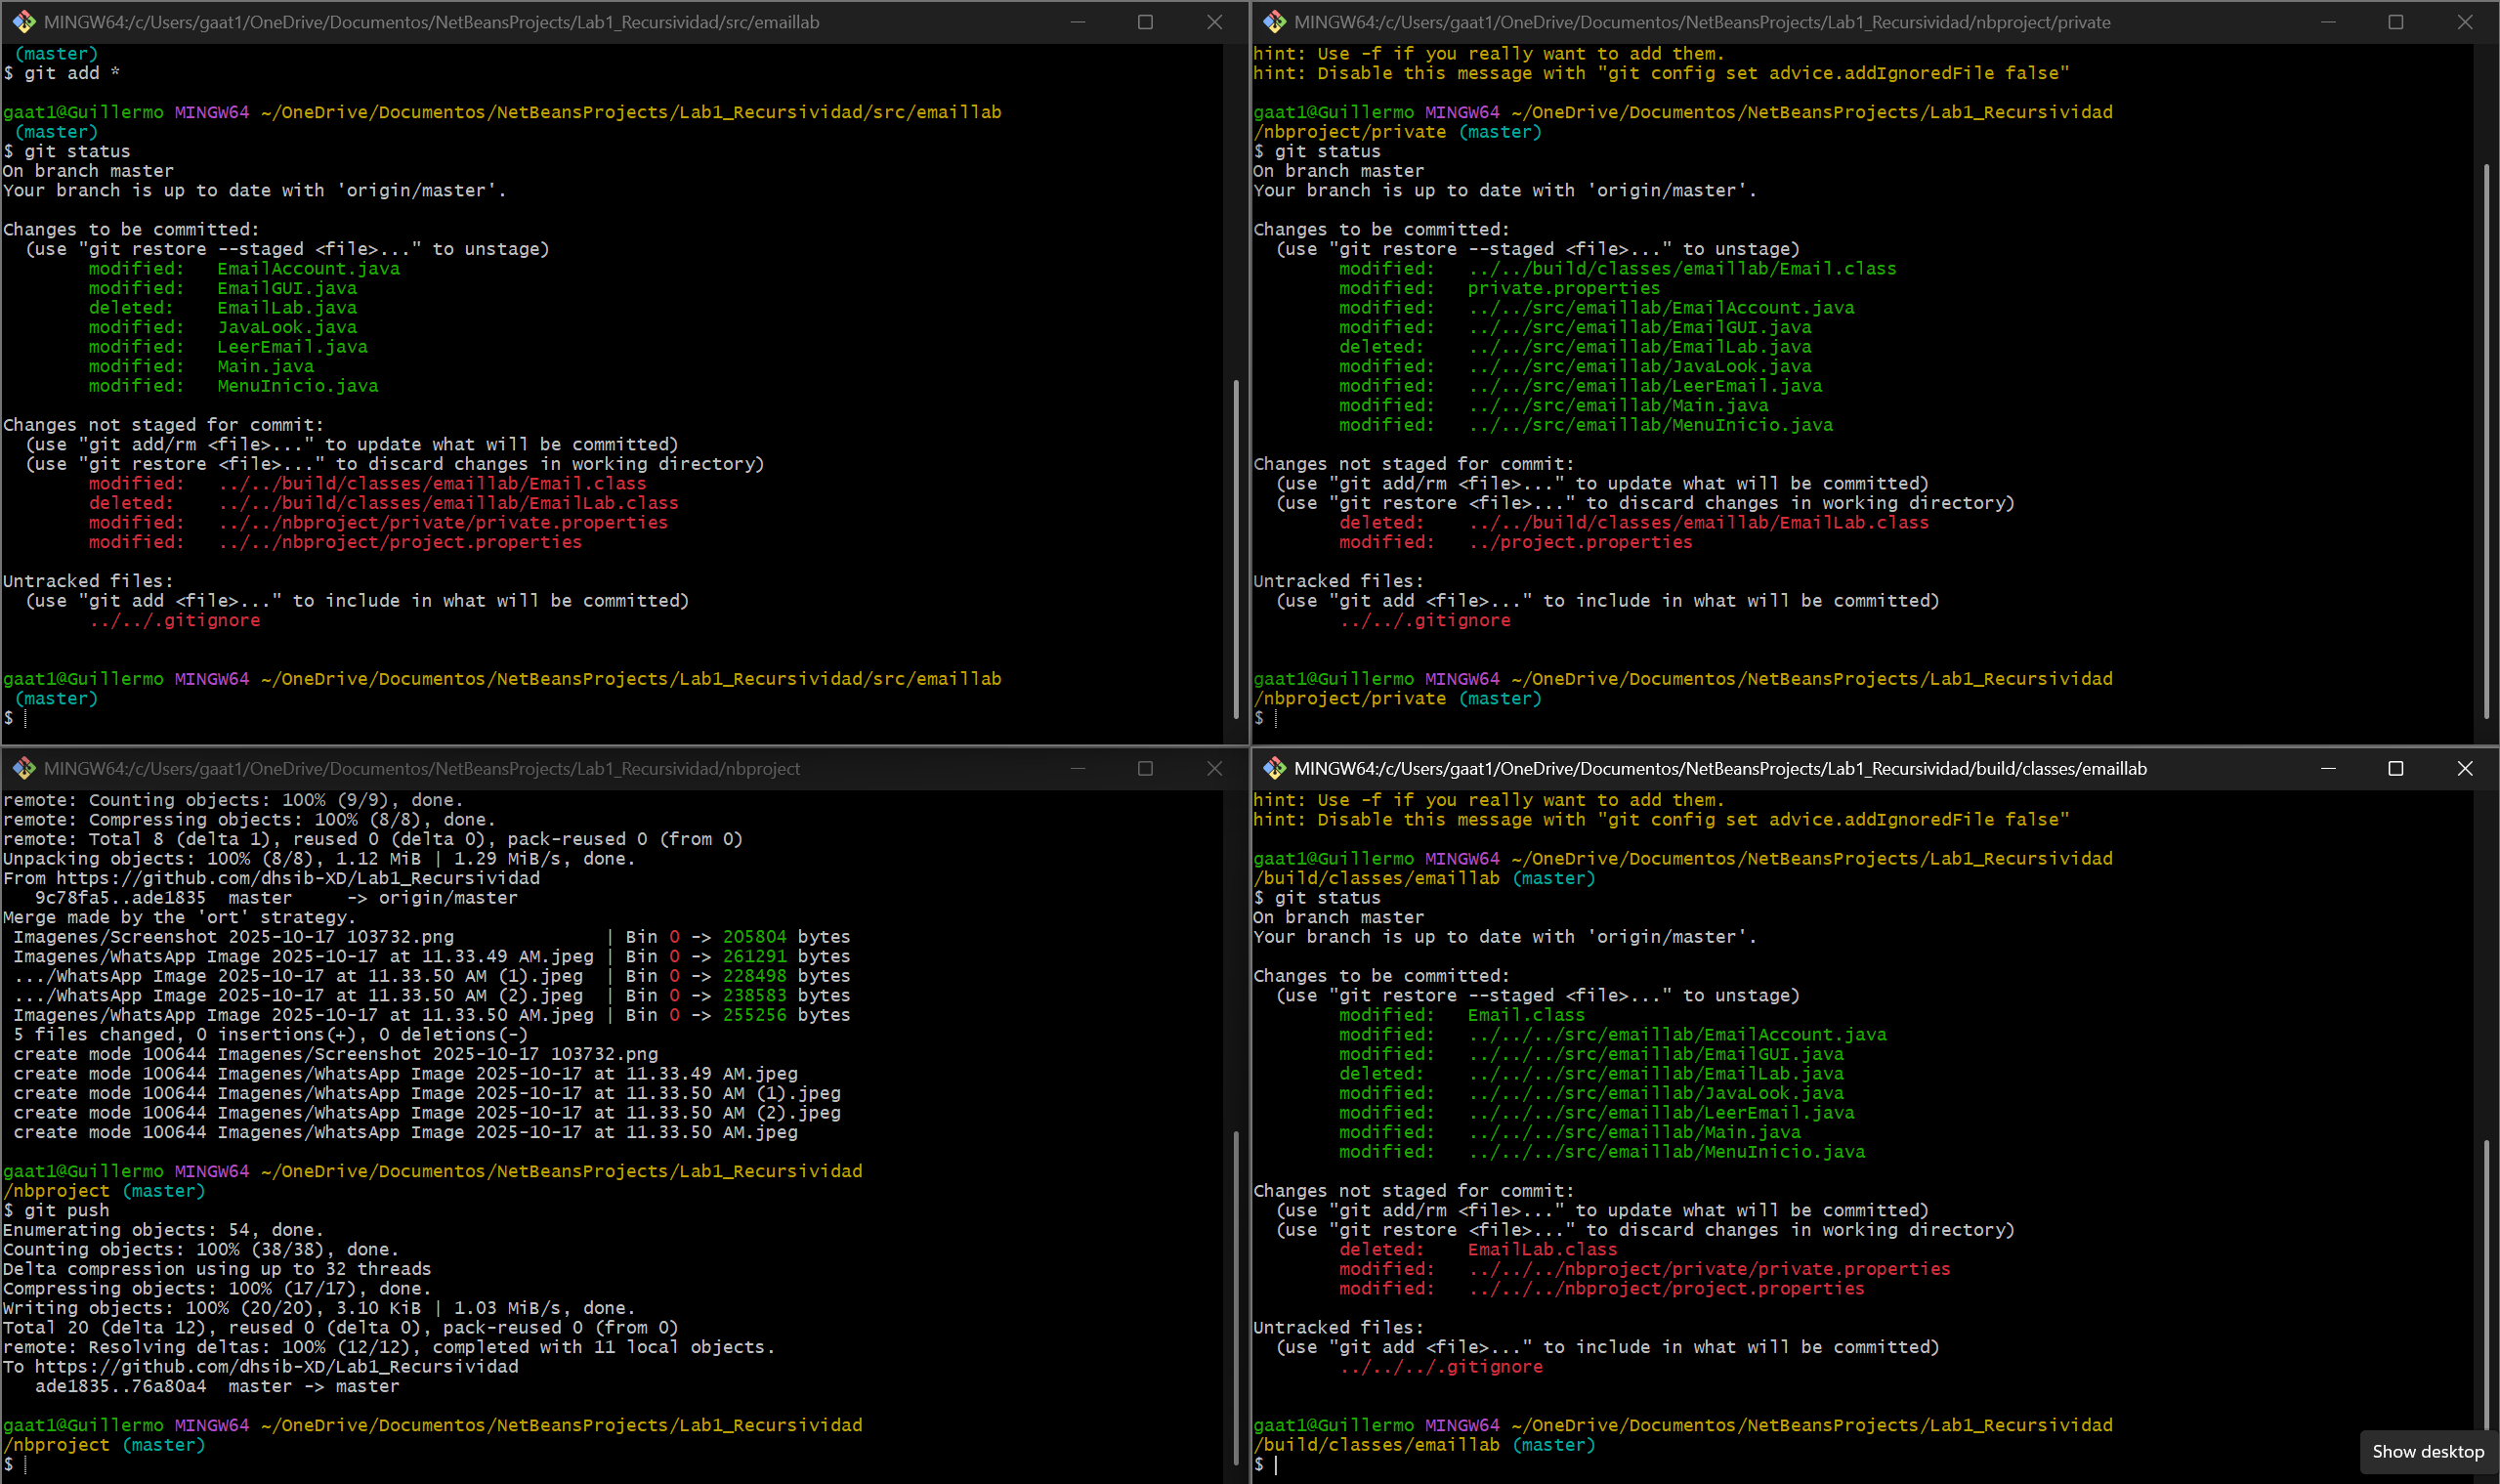 MINGW64:/c/Users/gaat1/OneDrive/Documentos/NetBeansProjects/Lab1_Recursividad/src/emaillab
(master)
$ git add *
gaat1@Guillermo MINGW64 ~/OneDrive/Documentos/NetBeansProjects/Lab1_Recursividad/src/emaillab
(master)
$ git status
On branch master
Your branch is up to date with 'origin/master'.
Changes to be committed:
(use "git restore --staged <file>..." to unstage)
modified:   EmailAccount.java
modified:   EmailGUI.java
deleted:    EmailLab.java
modified:   JavaLook.java
modified:   LeerEmail.java
modified:   Main.java
modified:   MenuInicio.java
Changes not staged for commit:
(use "git add/rm <file>..." to update what will be committed)
(use "git restore <file>..." to discard changes in working directory)
modified:   ../../build/classes/emaillab/Email.class
deleted:    ../../build/classes/emaillab/EmailLab.class
modified:   ../../nbproject/private/private.properties
modified:   ../../nbproject/project.properties
Untracked files:
(use "git add <file>..." to include in what will be committed)
../../.gitignore
gaat1@Guillermo MINGW64 ~/OneDrive/Documentos/NetBeansProjects/Lab1_Recursividad/src/emaillab
(master)
$
MINGW64:/c/Users/gaat1/OneDrive/Documentos/NetBeansProjects/Lab1_Recursividad/nbproject/private
hint: Use -f if you really want to add them.
hint: Disable this message with "git config set advice.addIgnoredFile false"
gaat1@Guillermo MINGW64 ~/OneDrive/Documentos/NetBeansProjects/Lab1_Recursividad
/nbproject/private (master)
$ git status
On branch master
Your branch is up to date with 'origin/master'.
Changes to be committed:
(use "git restore --staged <file>..." to unstage)
modified:   ../../build/classes/emaillab/Email.class
modified:   private.properties
modified:   ../../src/emaillab/EmailAccount.java
modified:   ../../src/emaillab/EmailGUI.java
deleted:    ../../src/emaillab/EmailLab.java
modified:   ../../src/emaillab/JavaLook.java
modified:   ../../src/emaillab/LeerEmail.java
modified:   ../../src/emaillab/Main.java
modified:   ../../src/emaillab/MenuInicio.java
Changes not staged for commit:
(use "git add/rm <file>..." to update what will be committed)
(use "git restore <file>..." to discard changes in working directory)
deleted:    ../../build/classes/emaillab/EmailLab.class
modified:   ../project.properties
Untracked files:
(use "git add <file>..." to include in what will be committed)
../../.gitignore
gaat1@Guillermo MINGW64 ~/OneDrive/Documentos/NetBeansProjects/Lab1_Recursividad
/nbproject/private (master)
$
MINGW64:/c/Users/gaat1/OneDrive/Documentos/NetBeansProjects/Lab1_Recursividad/nbproject
remote: Counting objects: 100% (9/9), done.
remote: Compressing objects: 100% (8/8), done.
remote: Total 8 (delta 1), reused 0 (delta 0), pack-reused 0 (from 0)
Unpacking objects: 100% (8/8), 1.12 MiB | 1.29 MiB/s, done.
From https://github.com/dhsib-XD/Lab1_Recursividad
9c78fa5..ade1835  master     -> origin/master
Merge made by the 'ort' strategy.
Imagenes/Screenshot 2025-10-17 103732.png              | Bin 0 -> 205804 bytes
Imagenes/WhatsApp Image 2025-10-17 at 11.33.49 AM.jpeg | Bin 0 -> 261291 bytes
.../WhatsApp Image 2025-10-17 at 11.33.50 AM (1).jpeg  | Bin 0 -> 228498 bytes
.../WhatsApp Image 2025-10-17 at 11.33.50 AM (2).jpeg  | Bin 0 -> 238583 bytes
Imagenes/WhatsApp Image 2025-10-17 at 11.33.50 AM.jpeg | Bin 0 -> 255256 bytes
5 files changed, 0 insertions(+), 0 deletions(-)
create mode 100644 Imagenes/Screenshot 2025-10-17 103732.png
create mode 100644 Imagenes/WhatsApp Image 2025-10-17 at 11.33.49 AM.jpeg
create mode 100644 Imagenes/WhatsApp Image 2025-10-17 at 11.33.50 AM (1).jpeg
create mode 100644 Imagenes/WhatsApp Image 2025-10-17 at 11.33.50 AM (2).jpeg
create mode 100644 Imagenes/WhatsApp Image 2025-10-17 at 11.33.50 AM.jpeg
gaat1@Guillermo MINGW64 ~/OneDrive/Documentos/NetBeansProjects/Lab1_Recursividad
/nbproject (master)
$ git push
Enumerating objects: 54, done.
Counting objects: 100% (38/38), done.
Delta compression using up to 32 threads
Compressing objects: 100% (17/17), done.
Writing objects: 100% (20/20), 3.10 KiB | 1.03 MiB/s, done.
Total 20 (delta 12), reused 0 (delta 0), pack-reused 0 (from 0)
remote: Resolving deltas: 100% (12/12), completed with 11 local objects.
To https://github.com/dhsib-XD/Lab1_Recursividad
ade1835..76a80a4  master -> master
gaat1@Guillermo MINGW64 ~/OneDrive/Documentos/NetBeansProjects/Lab1_Recursividad
/nbproject (master)
$
MINGW64:/c/Users/gaat1/OneDrive/Documentos/NetBeansProjects/Lab1_Recursividad/build/classes/emaillab
hint: Use -f if you really want to add them.
hint: Disable this message with "git config set advice.addIgnoredFile false"
gaat1@Guillermo MINGW64 ~/OneDrive/Documentos/NetBeansProjects/Lab1_Recursividad
/build/classes/emaillab (master)
$ git status
On branch master
Your branch is up to date with 'origin/master'.
Changes to be committed:
(use "git restore --staged <file>..." to unstage)
modified:   Email.class
modified:   ../../../src/emaillab/EmailAccount.java
modified:   ../../../src/emaillab/EmailGUI.java
deleted:    ../../../src/emaillab/EmailLab.java
modified:   ../../../src/emaillab/JavaLook.java
modified:   ../../../src/emaillab/LeerEmail.java
modified:   ../../../src/emaillab/Main.java
modified:   ../../../src/emaillab/MenuInicio.java
Changes not staged for commit:
(use "git add/rm <file>..." to update what will be committed)
(use "git restore <file>..." to discard changes in working directory)
deleted:    EmailLab.class
modified:   ../../../nbproject/private/private.properties
modified:   ../../../nbproject/project.properties
Untracked files:
(use "git add <file>..." to include in what will be committed)
../../../.gitignore
gaat1@Guillermo MINGW64 ~/OneDrive/Documentos/NetBeansProjects/Lab1_Recursividad
/build/classes/emaillab (master)
$
Show desktop